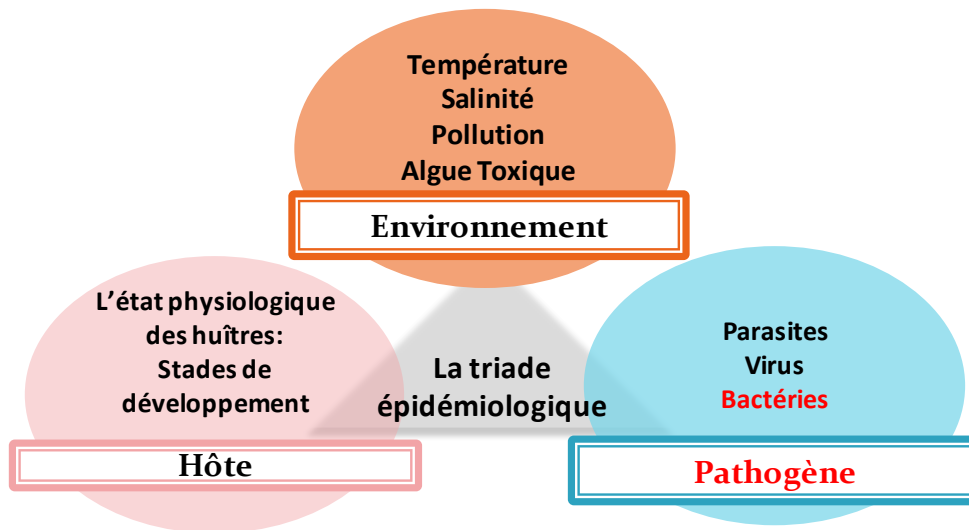 Température
Salinité
Pollution
Algue Toxique
Environnement
L'état physiologique
des huîtres:
Stades de
développement
Hôte
La triade
épidémiologique
Parasites
Virus
Bactéries
Pathogène